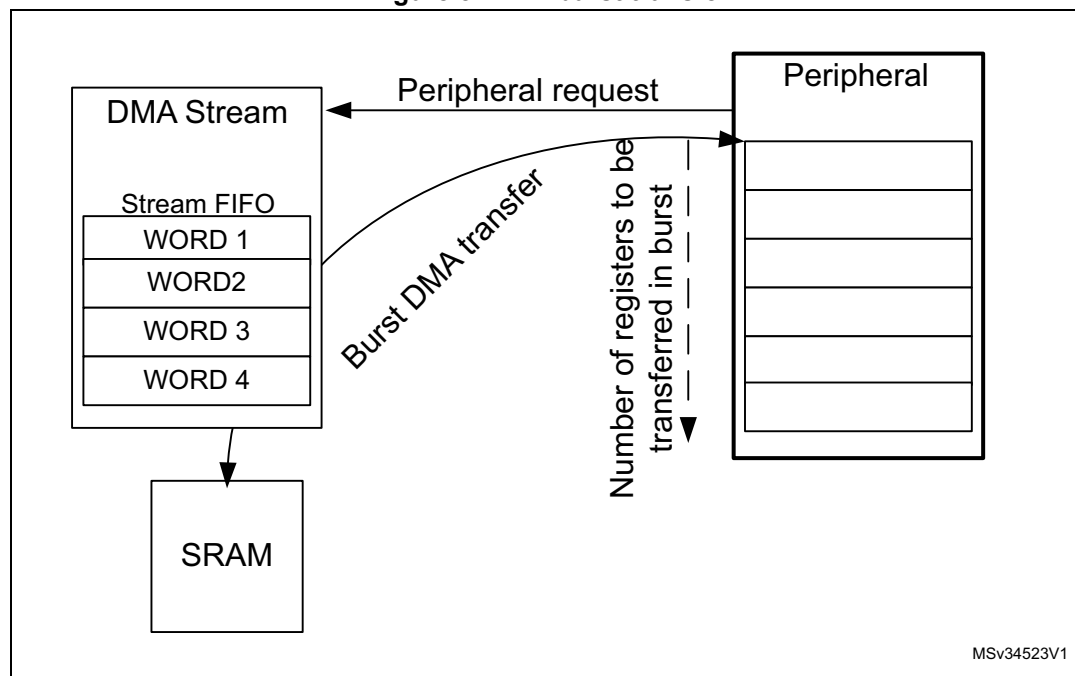 Peripheral
Peripheral request
DMA Stream
Stream FIFO
WORD 1
WORD2
WORD 3
WORD 4
Burst DMA transfer
Number of registers to be
transferred in burst
SRAM
MSv34523V1